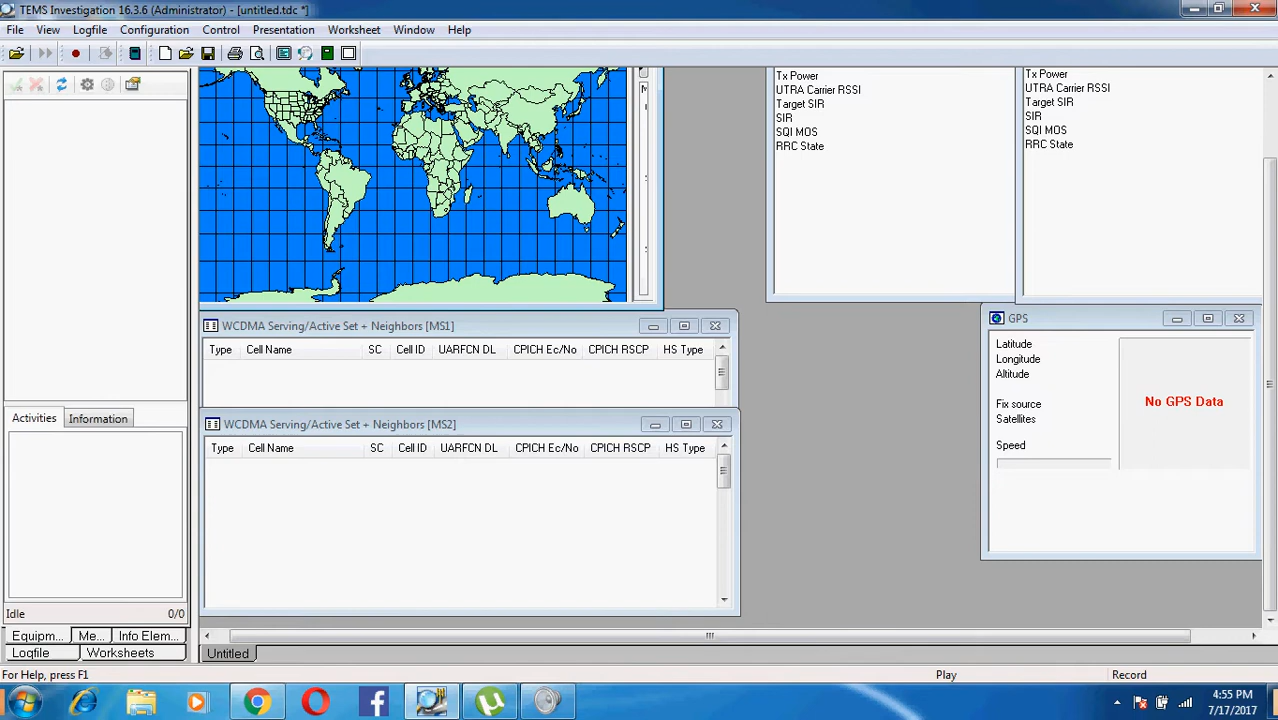 TEMS Investigation 16.3.6 (Administrator) - [untitled.tdc *]
File View Logfile Configuration Control Presentation Worksheet Window Help
Tx Power
UTRA Carrier RSSI
Target SIR
SIR
SQI MOS
RRC State
Tx Power
UTRA Carrier RSSI
Target SIR
SIR
SQI MOS
RRC State
WCDMA Serving/Active Set + Neighbors [MS1]
Type Cell Name SC Cell ID UARFCN DL CPICH Ec/No CPICH RSCP HS Type
WCDMA Serving/Active Set + Neighbors [MS2]
Type Cell Name SC Cell ID UARFCN DL CPICH Ec/No CPICH RSCP HS Type
GPS
Latitude
Longitude
Altitude
Fix source
Satellites
Speed
No GPS Data
Activities Information
Idle 0/0
Equipm... Me... Info Elem...
Logfile Worksheets
Untitled
For Help, press F1 Play Record
4:55 PM
7/17/2017